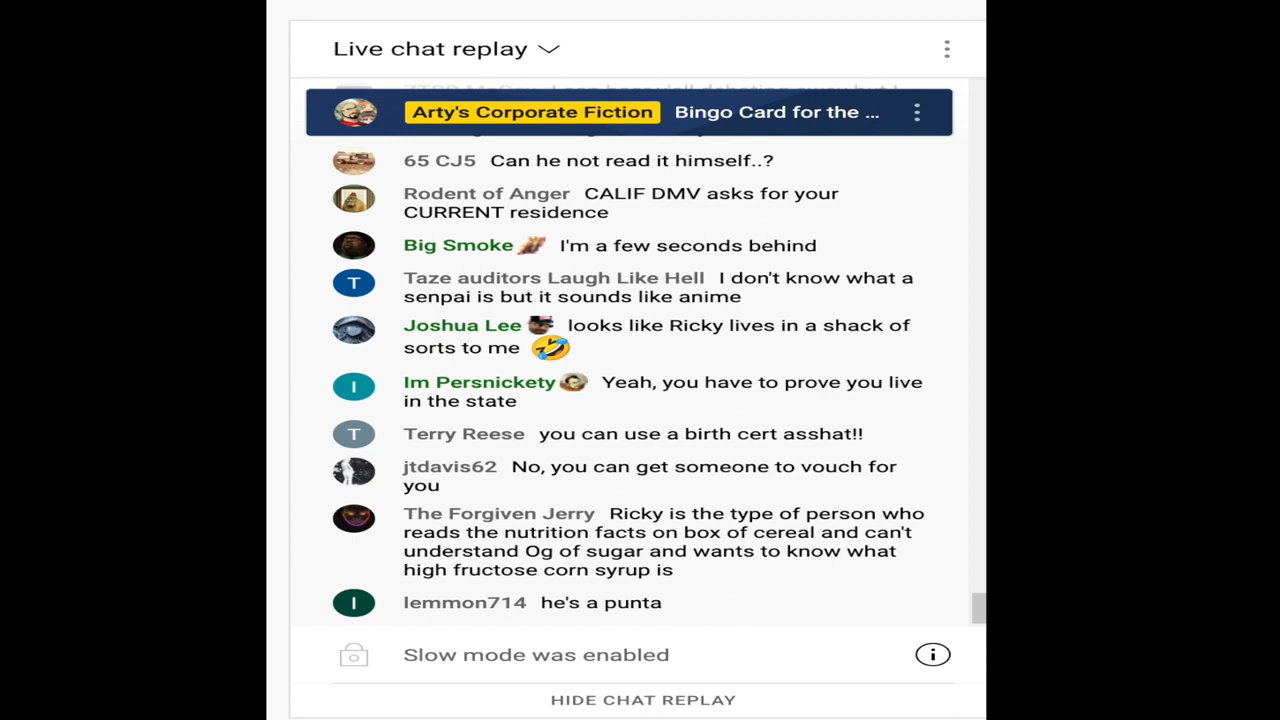 Live chat replay
Arty's Corporate Fiction Bingo Card for the ...
65 CJ5 Can he not read it himself..?
Rodent of Anger CALIF DMV asks for your
CURRENT residence
Big Smoke I'm a few seconds behind
T Taze auditors Laugh Like Hell I don't know what a
senpai is but it sounds like anime
Joshua Lee looks like Ricky lives in a shack of
sorts to me
I Im Persnickety Yeah, you have to prove you live
in the state
T Terry Reese you can use a birth cert asshat!!
jtdavis62 No, you can get someone to vouch for
you
The Forgiven Jerry Ricky is the type of person who
reads the nutrition facts on box of cereal and can't
understand Og of sugar and wants to know what
high fructose corn syrup is
l lemmon714 he's a punta
Slow mode was enabled
HIDE CHAT REPLAY